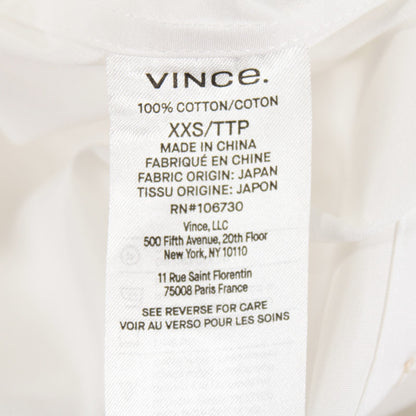 VINCE.
100% COTTON/COTON
XXS/TTP
MADE IN CHINA
FABRIQUÉ EN CHINE
FABRIC ORIGIN: JAPAN
TISSU ORIGINE: JAPON
RN#106730
Vince, LLC
500 Fifth Avenue, 20th Floor
New York, NY 10110
11 Rue Saint Florentin
75008 Paris France
SEE REVERSE FOR CARE
VOIR AU VERSO POUR LES SOINS